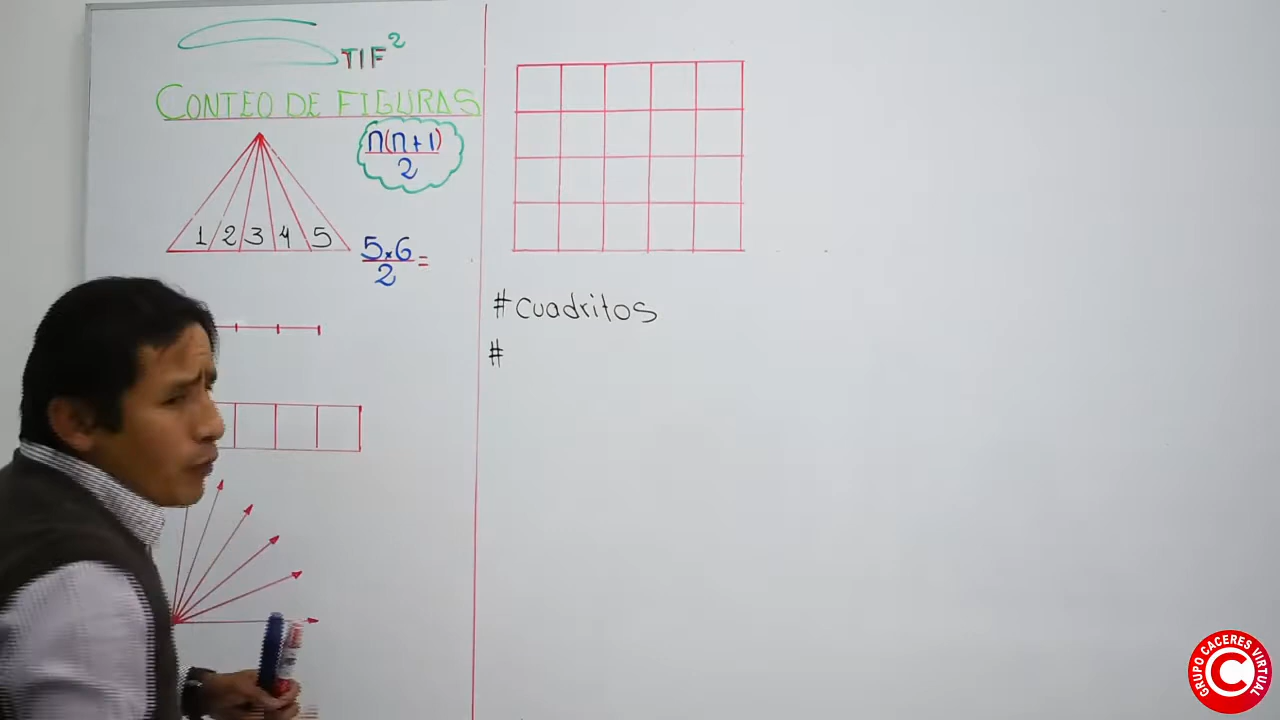 TIF²
CONTEO DE FIGURAS
n(n+1)
2
1 2 3 4 5
5x6 =
2
#cuadritos
#
GRUPO CACERES VIRTUAL
C